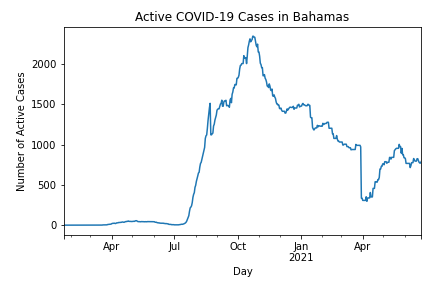 Active COVID-19 Cases in Bahamas
Number of Active Cases
2000
1500
1000
500
0
Apr
Jul
Oct
Jan
2021
Apr
Day